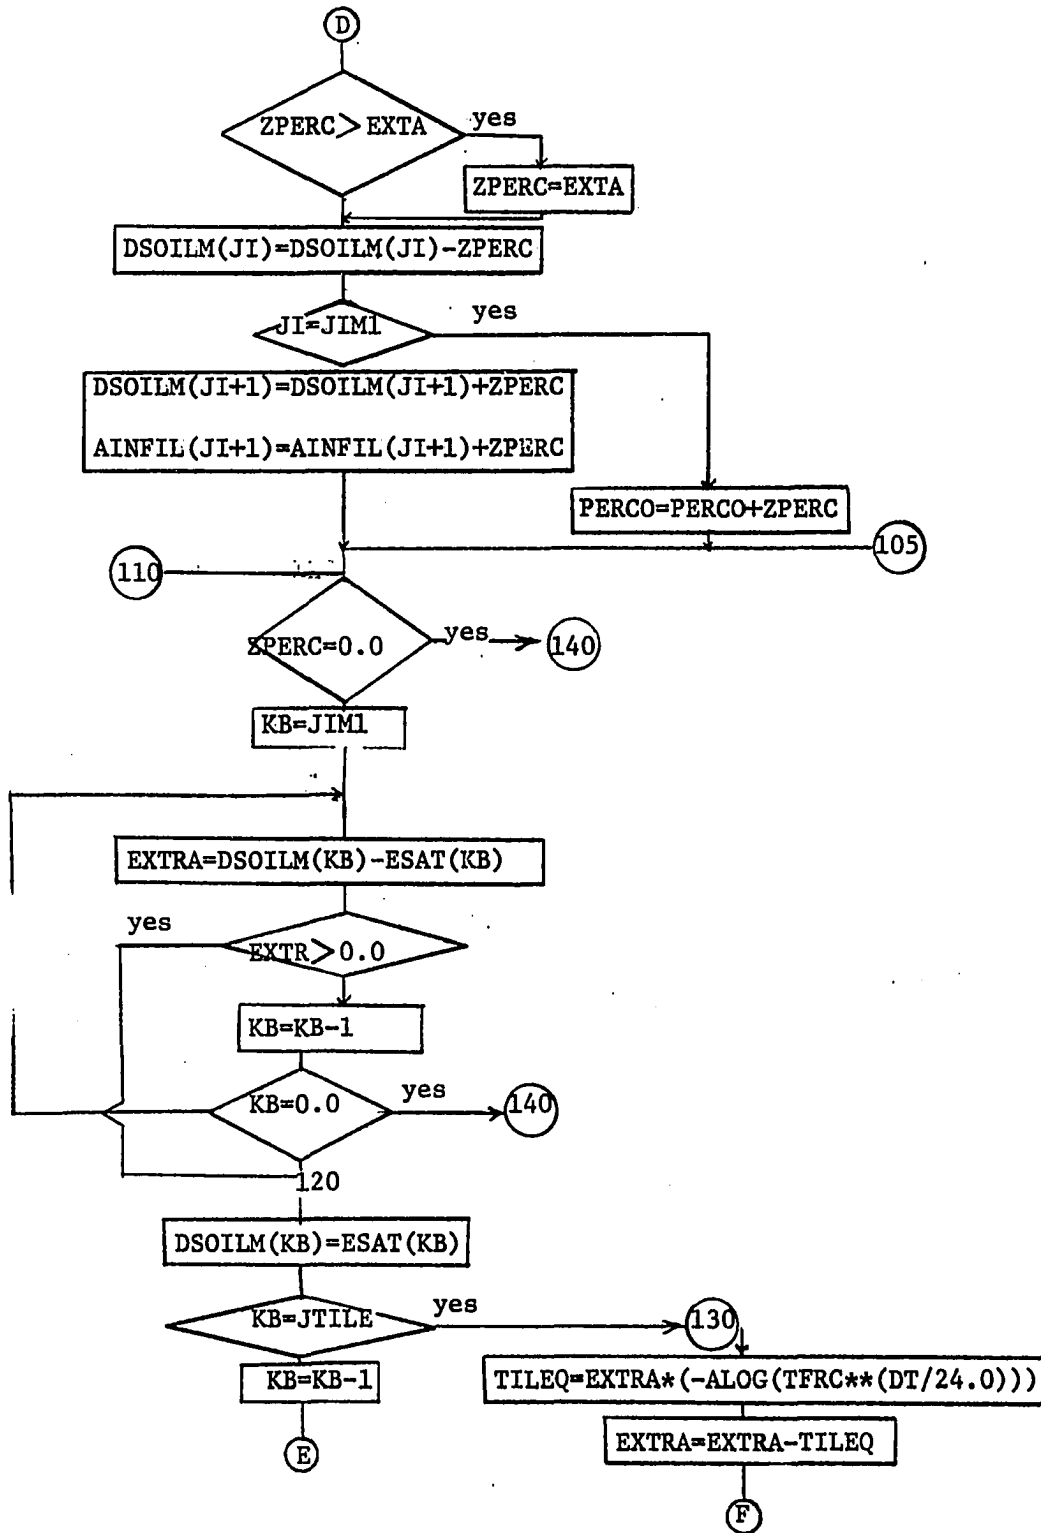 D
ZPERC > EXTA
yes
ZPERC=EXTA
DSOILM(JI)=DSOILM(JI)-ZPERC
JI=JIM1
yes
DSOILM(JI+1)=DSOILM(JI+1)+ZPERC
AINFIL(JI+1)=AINFIL(JI+1)+ZPERC
PERCO=PERCO+ZPERC
105
110
ZPERC=0.0
yes
140
KB=JIM1
EXTRA=DSOILM(KB)-ESAT(KB)
yes
EXTR>0.0
KB=KB-1
KB=0.0
yes
140
120
DSOILM(KB)=ESAT(KB)
KB=JTILE
yes
130
KB=KB-1
TILEQ=EXTRA*(-ALOG(TFRC**(DT/24.0)))
EXTRA=EXTRA-TILEQ
E
F